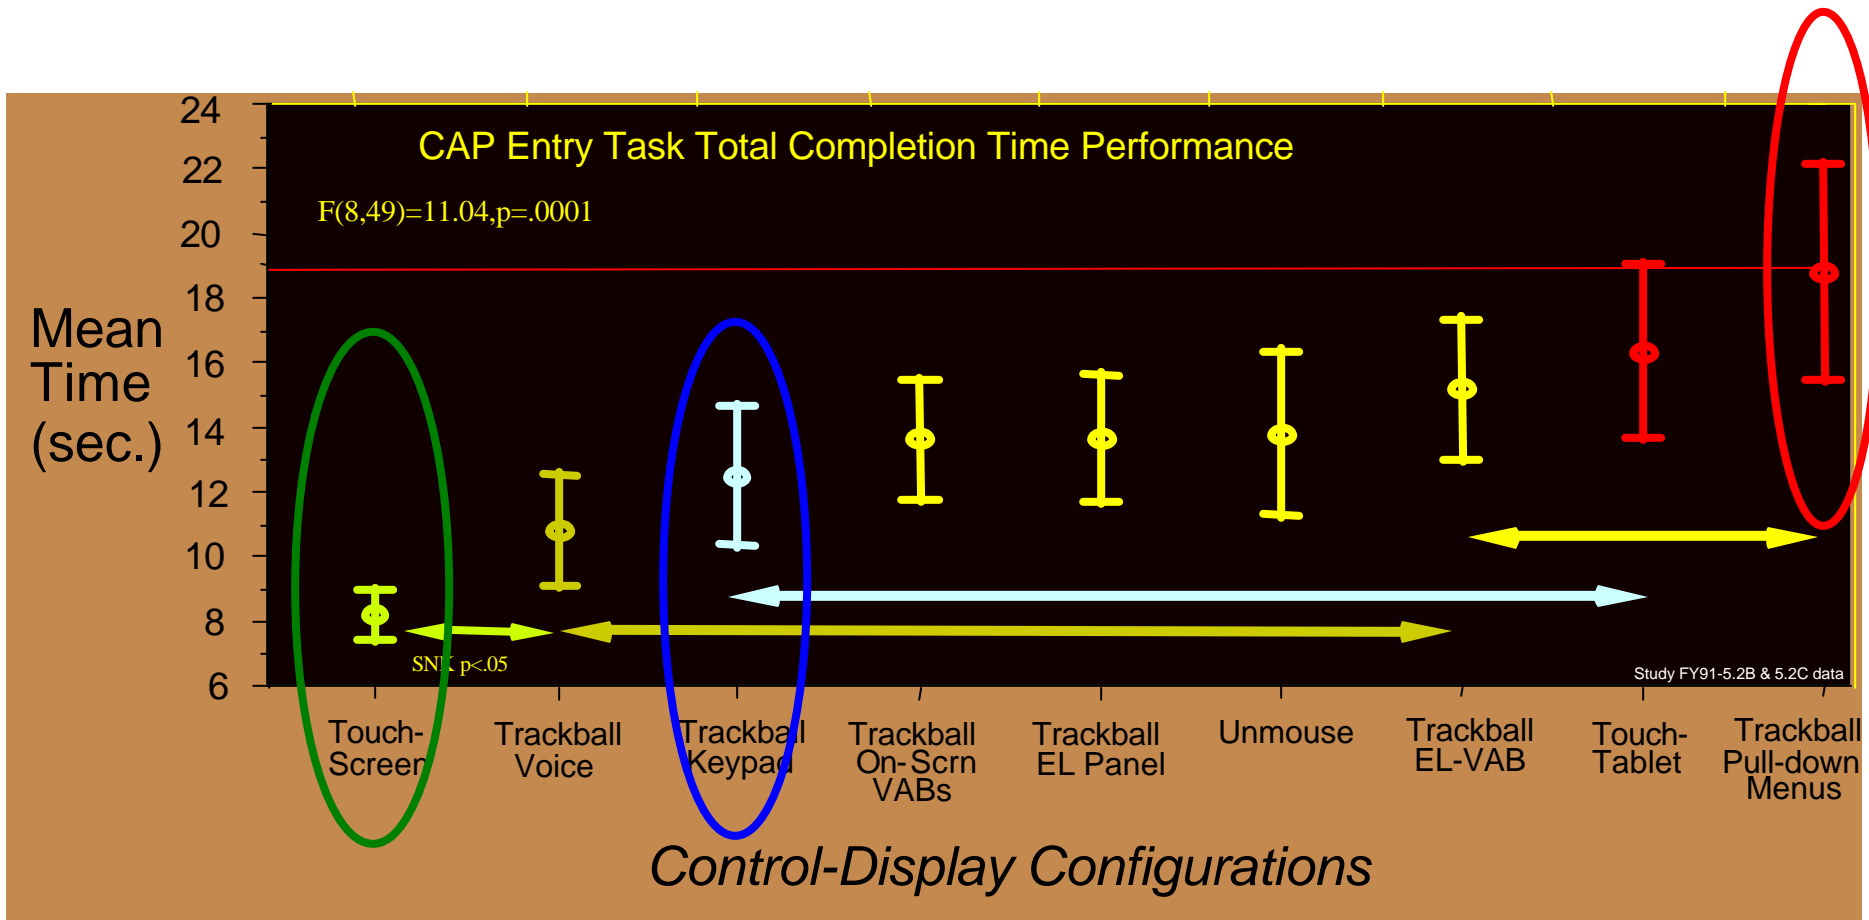 CAP Entry Task Total Completion Time Performance
F(8,49)=11.04,p=.0001
24
22
20
18
16
14
12
10
8
6
Mean
Time
(sec.)
SNK p<.05
Study FY91-5.2B & 5.2C data
Touch-
Screen
Trackball
Voice
Trackball
Keypad
Trackball
On-Scrn
VABs
Trackball
EL Panel
Unmouse
Trackball
EL-VAB
Touch-
Tablet
Trackball
Pull-down
Menus
Control-Display Configurations